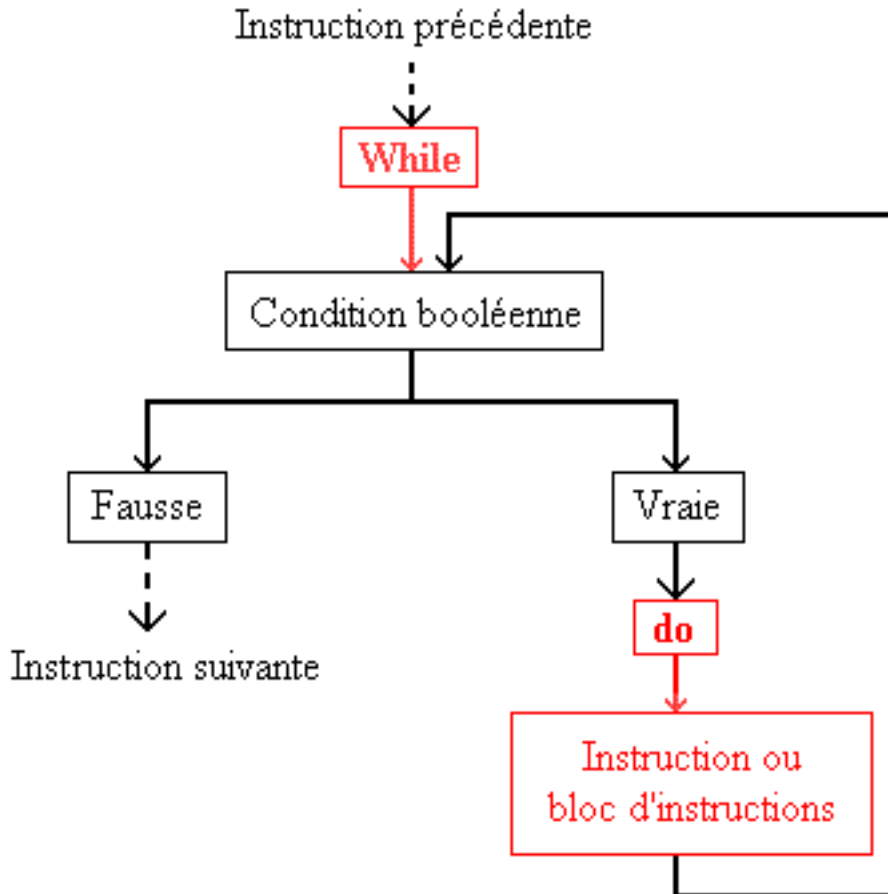 Instruction précédente
While
Condition booléenne
Fausse
Vraie
do
Instruction suivante
Instruction ou
bloc d'instructions